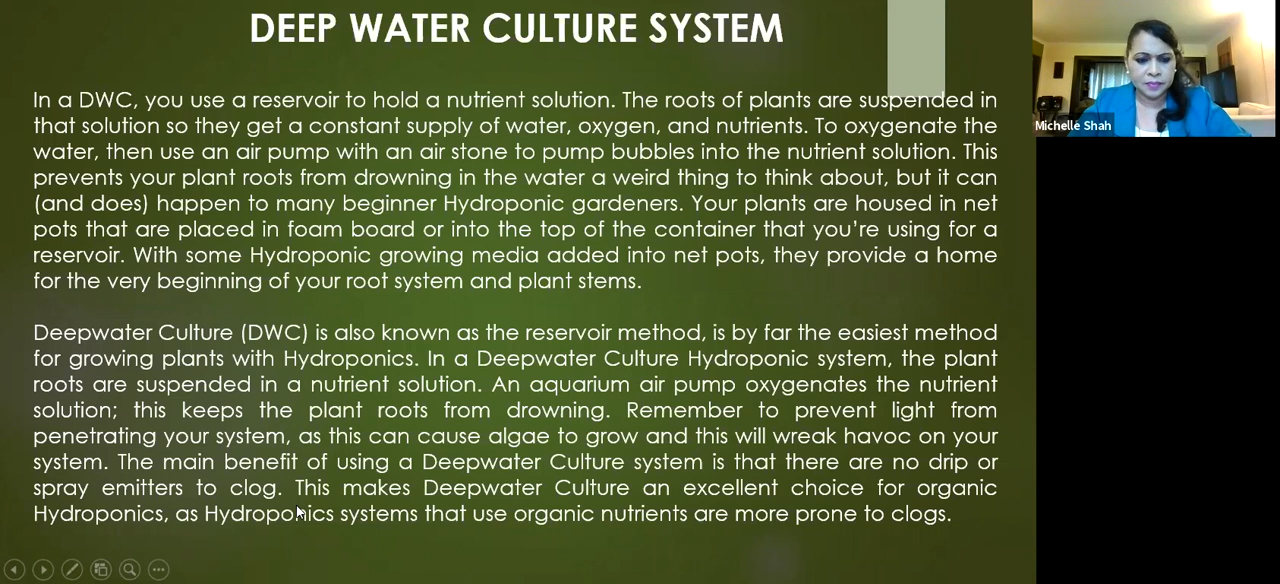 DEEP WATER CULTURE SYSTEM
In a DWC, you use a reservoir to hold a nutrient solution. The roots of plants are suspended in
that solution so they get a constant supply of water, oxygen, and nutrients. To oxygenate the
water, then use an air pump with an air stone to pump bubbles into the nutrient solution. This
prevents your plant roots from drowning in the water a weird thing to think about, but it can
(and does) happen to many beginner Hydroponic gardeners. Your plants are housed in net
pots that are placed in foam board or into the top of the container that you're using for a
reservoir. With some Hydroponic growing media added into net pots, they provide a home
for the very beginning of your root system and plant stems.
Deepwater Culture (DWC) is also known as the reservoir method, is by far the easiest method
for growing plants with Hydroponics. In a Deepwater Culture Hydroponic system, the plant
roots are suspended in a nutrient solution. An aquarium air pump oxygenates the nutrient
solution; this keeps the plant roots from drowning. Remember to prevent light from
penetrating your system, as this can cause algae to grow and this will wreak havoc on your
system. The main benefit of using a Deepwater Culture system is that there are no drip or
spray emitters to clog. This makes Deepwater Culture an excellent choice for organic
Hydroponics, as Hydroponics systems that use organic nutrients are more prone to clogs.
Michelle Shah